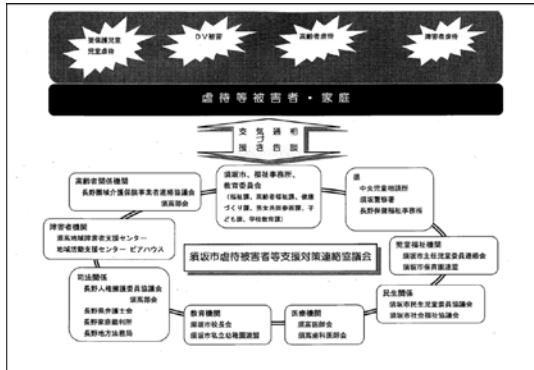 要保護児童
児童虐待
DV被害
高齢者虐待
障害者虐待
虐待等被害者・家庭
支 気 通 相
づ
援 き 告 談
須坂市、福祉事務所、
教育委員会
(福祉課、高齢者福祉課、健康
づくり課、男女共同参画課、子
ども課、学校教育課)
県
中央児童相談所
須坂警察署
長野保健福祉事務所
高齢者関係機関
長野圏域介護保険事業者連絡協議会
須高部会
障害者機関
須高地域障害者支援センター
地域活動支援センター ピアハウス
児童福祉機関
須坂市主任児童委員連絡会
須坂市保育園連盟
須坂市虐待被害者等支援対策連絡協議会
司法関係
長野人権擁護委員協議会
須高部会
長野県弁護士会
長野家庭裁判所
長野地方法務局
民生関係
須坂市民生児童委員協議会
須坂市社会福祉協議会
教育機関
須坂市校長会
須坂市私立幼稚園連盟
医療機関
須高医師会
須高歯科医師会